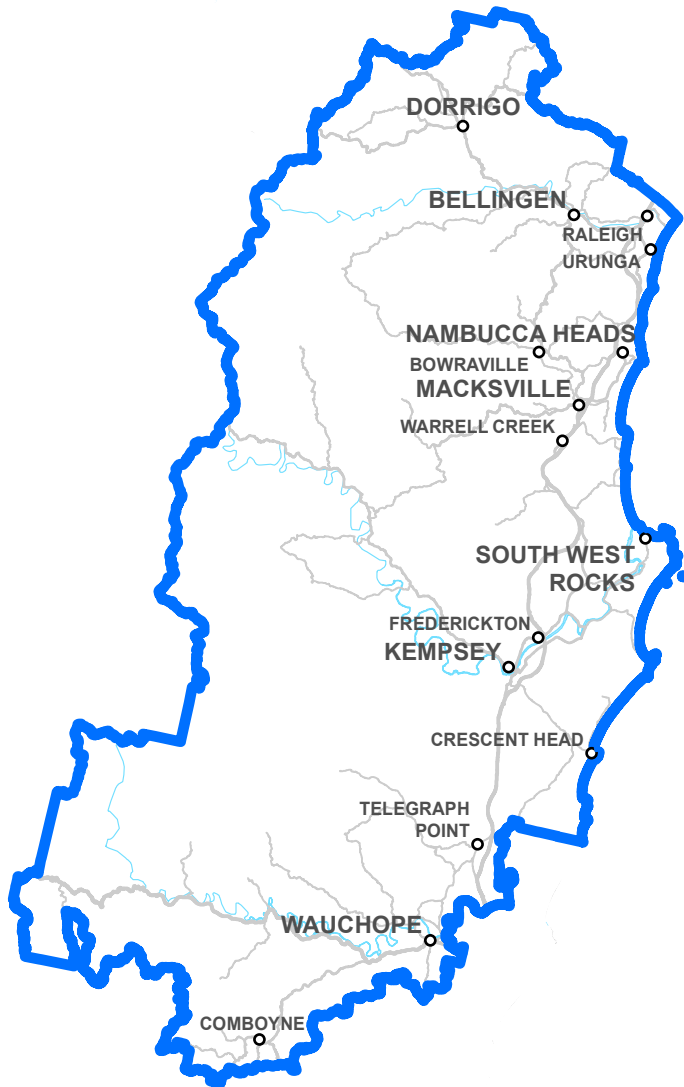 DORRIGO
BELLINGEN
RALEIGH
URUNGA
NAMBUCCA HEADS
BOWRAVILLE
MACKSVILLE
WARRELL CREEK
SOUTH WEST
ROCKS
FREDERICKTON
KEMPSEY
CRESCENT HEAD
TELEGRAPH
POINT
WAUCHOPE
COMBOYNE